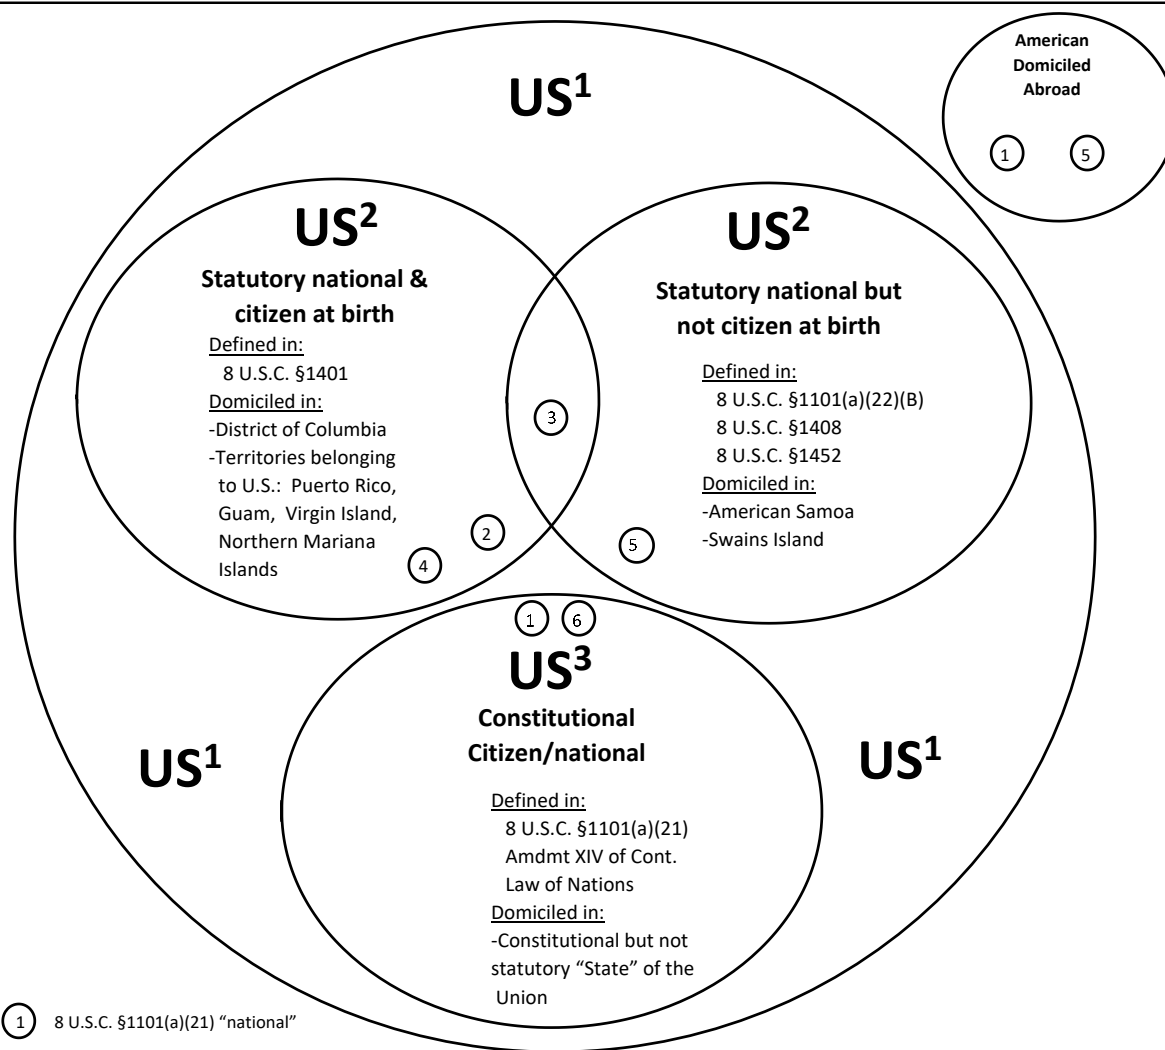 American
Domiciled
Abroad
1 5
US¹
US²
Statutory national &
citizen at birth
Defined in:
8 U.S.C. §1401
Domiciled in:
-District of Columbia
-Territories belonging
to U.S.: Puerto Rico,
Guam, Virgin Island,
Northern Mariana
Islands
2
4
3
US²
Statutory national but
not citizen at birth
Defined in:
8 U.S.C. §1101(a)(22)(B)
8 U.S.C. §1408
8 U.S.C. §1452
Domiciled in:
-American Samoa
-Swains Island
5
1 6
US³
Constitutional
Citizen/national
Defined in:
8 U.S.C. §1101(a)(21)
Amdmt XIV of Cont.
Law of Nations
Domiciled in:
-Constitutional but not
statutory “State” of the
Union
US¹
US¹
1 8 U.S.C. §1101(a)(21) “national”